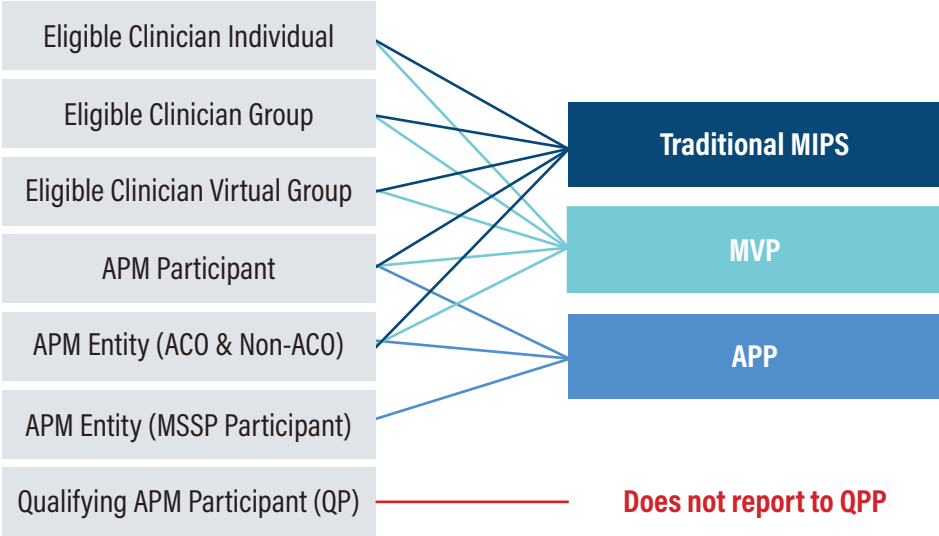 Eligible Clinician Individual
Eligible Clinician Group
Eligible Clinician Virtual Group
APM Participant
APM Entity (ACO & Non-ACO)
APM Entity (MSSP Participant)
Qualifying APM Participant (QP)
Traditional MIPS
MVP
APP
Does not report to QPP